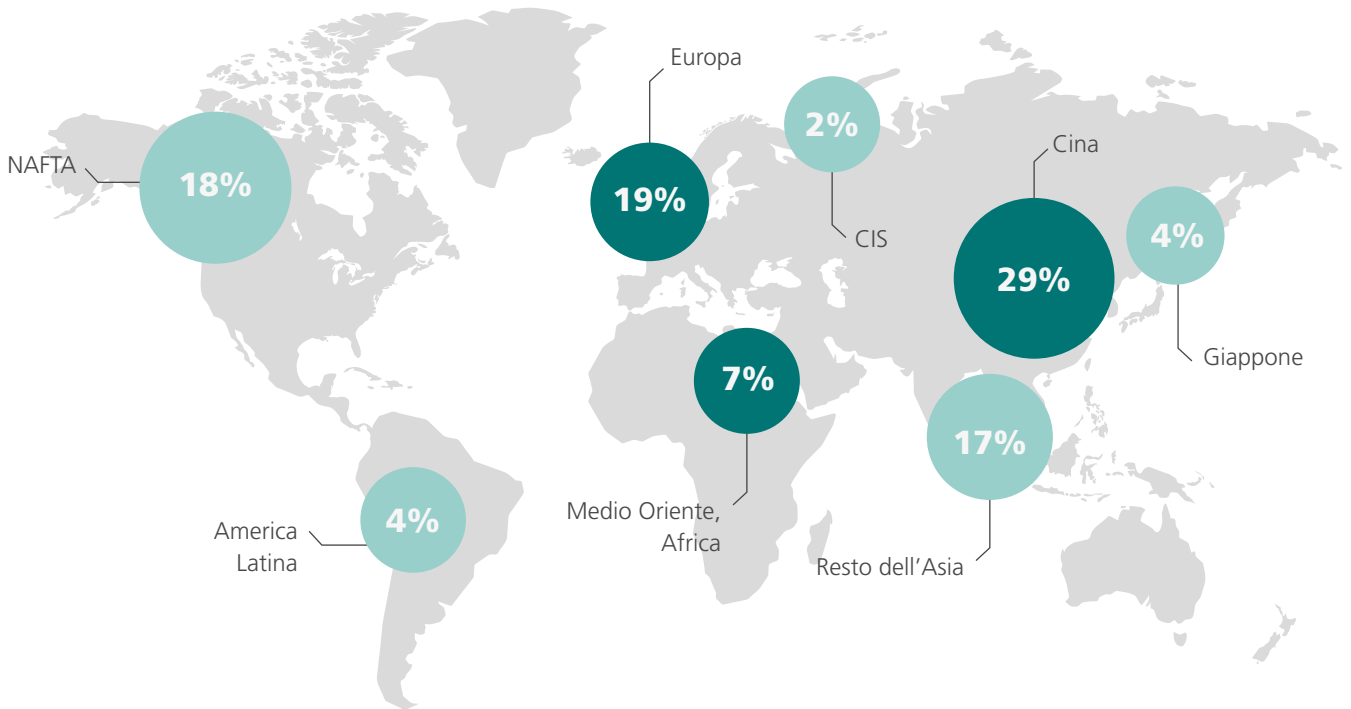 Europa
2%
Cina
NAFTA
18%
19%
4%
CIS
29%
Giappone
7%
17%
Medio Oriente,
Africa
4%
America
Latina
Resto dell’Asia